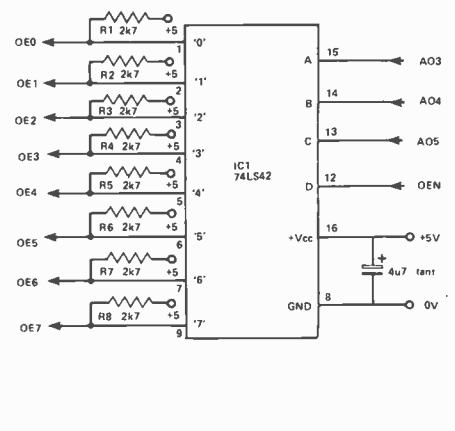 R1 2k7 +5
OE0 1 '0'
R2 2k7 +5
OE1 2 '1'
R3 2k7 +5
OE2 3 '2'
R4 2k7 +5
OE3 4 '3'
R5 2k7 +5
OE4 5 '4'
R6 2k7 +5
OE5 6 '5'
R7 2k7 +5
OE6 7 '6'
R8 2k7 +5
OE7 9 '7'
IC1
74LS42
A 15 AO3
B 14 AO4
C 13 AO5
D 12 OEN
+Vcc 16 +5V
+
4u7 tant
GND 8 0V